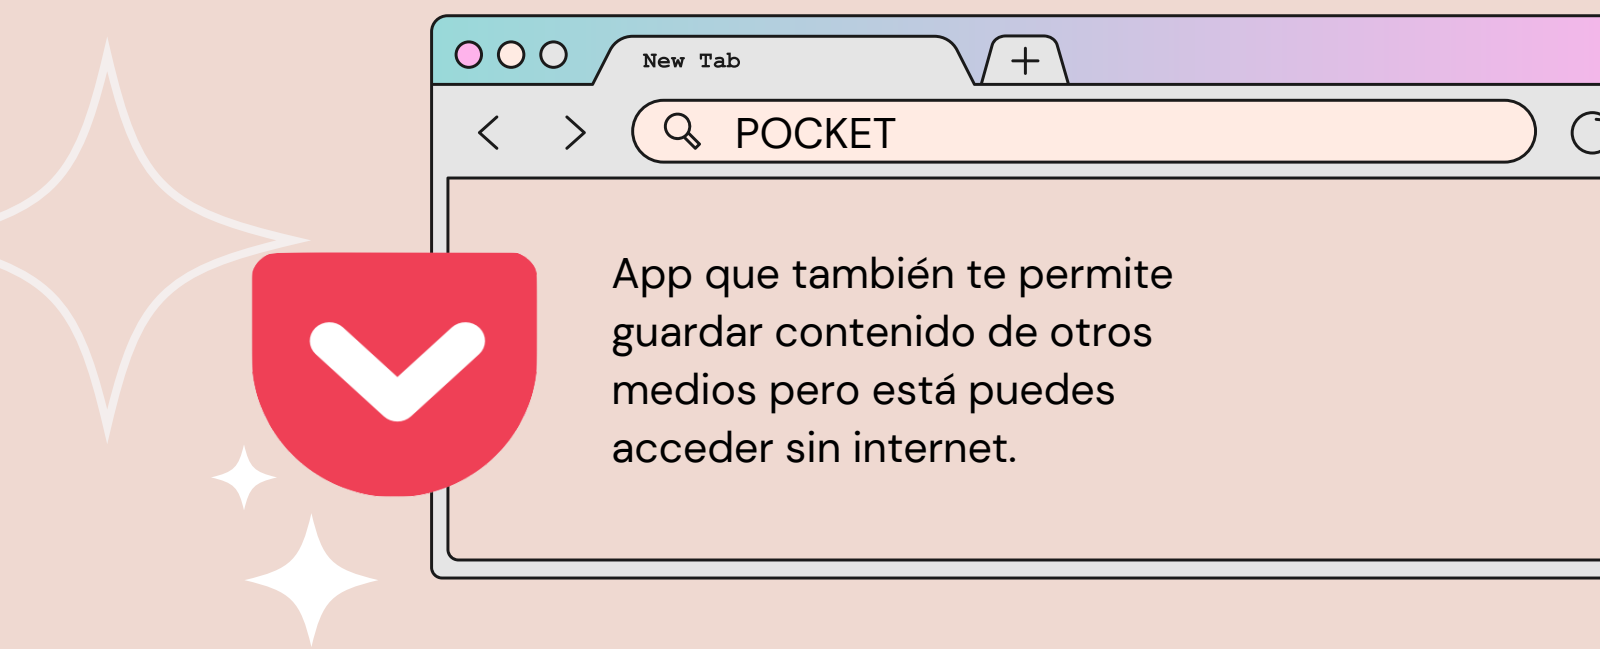 New Tab
POCKET
App que también te permite
guardar contenido de otros
medios pero está puedes
acceder sin internet.